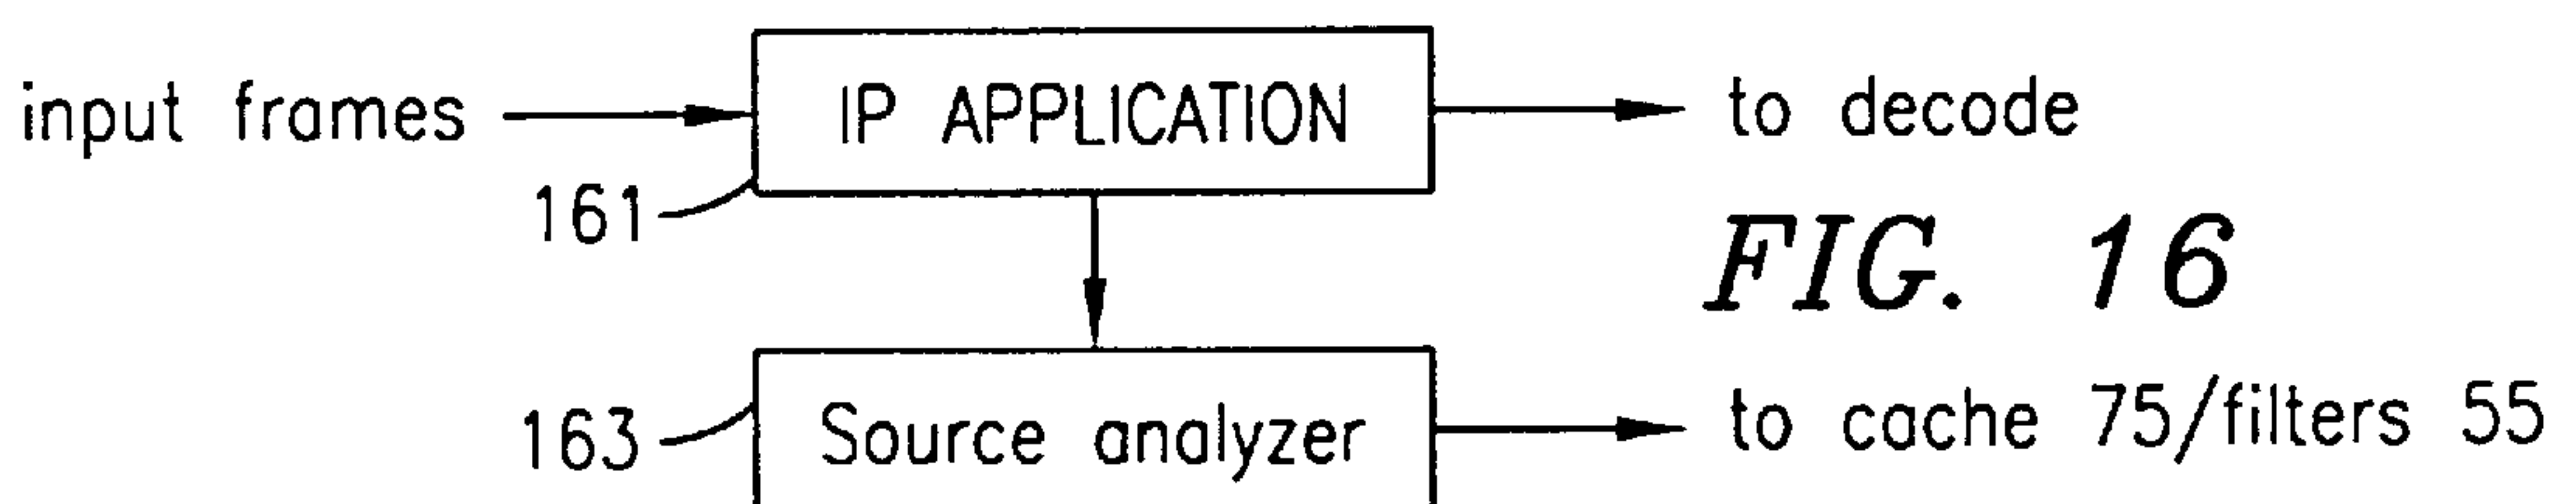 input frames
IP APPLICATION
to decode
161
FIG. 16
163
Source analyzer
to cache 75/filters 55